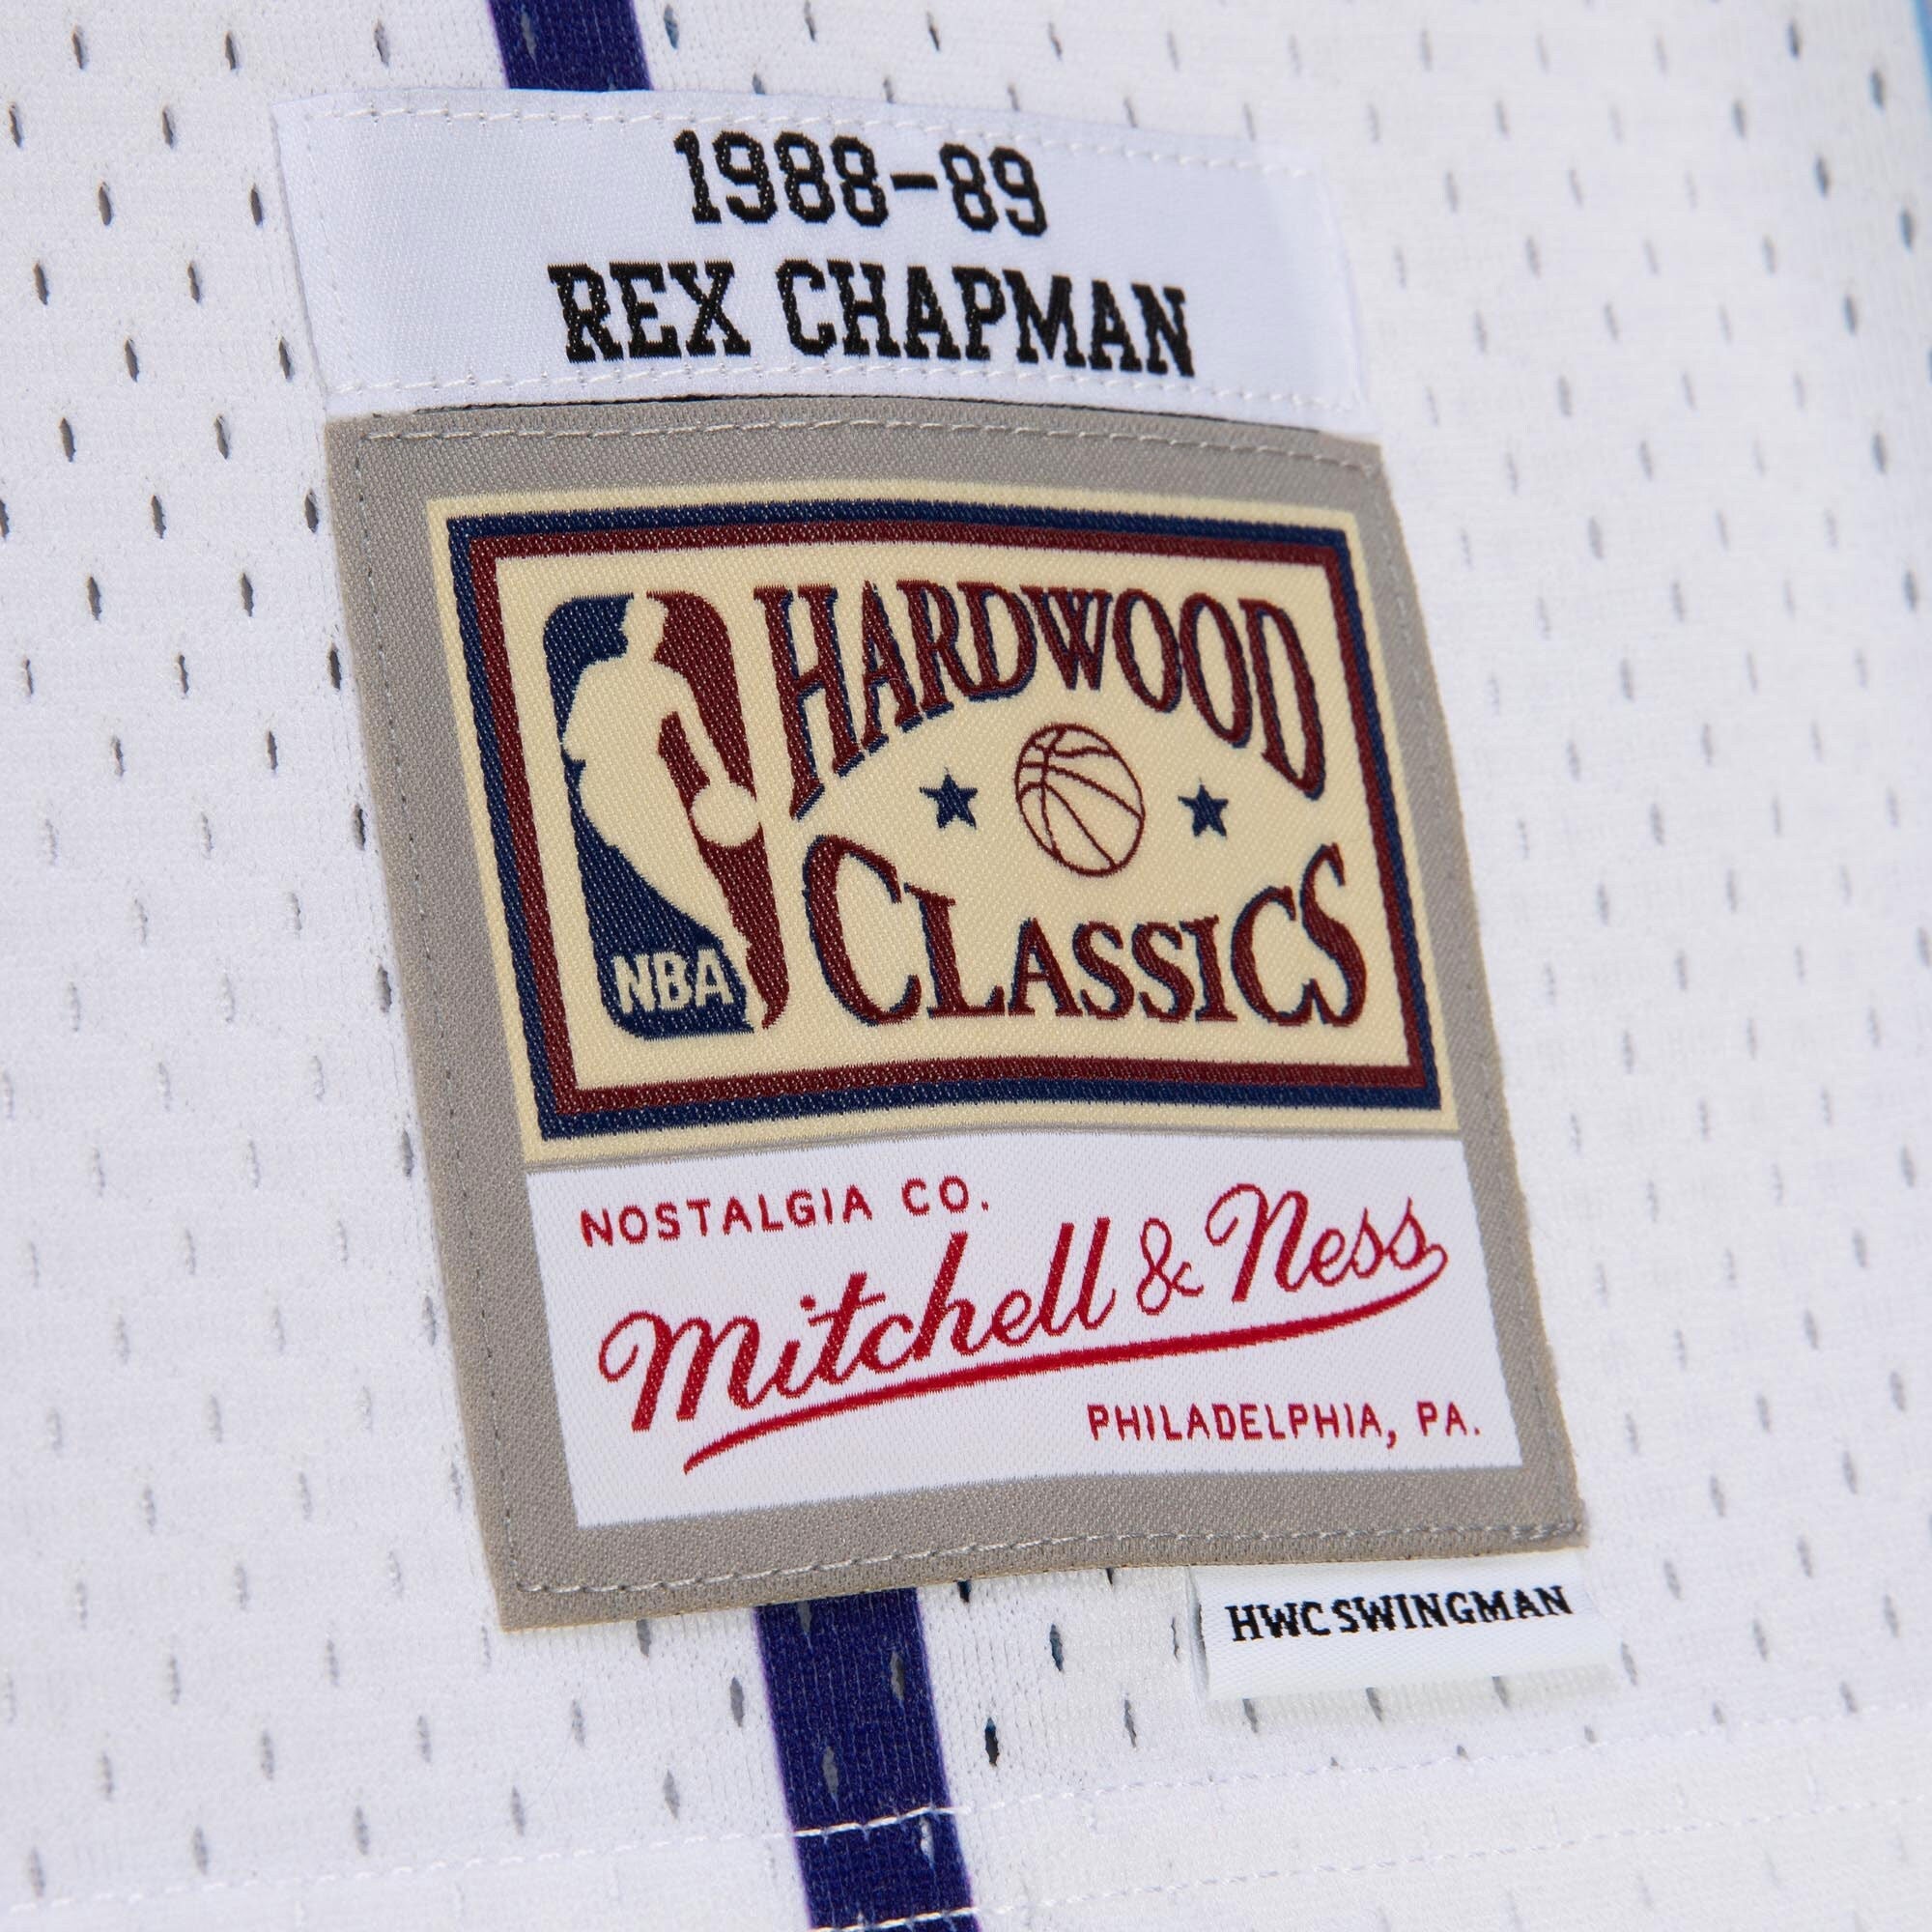 1988-89
REX CHAPMAN
HARDWOOD
CLASSICS
NBA
NOSTALGIA CO.
Mitchell & Ness
PHILADELPHIA, PA.
HWC SWINGMAN